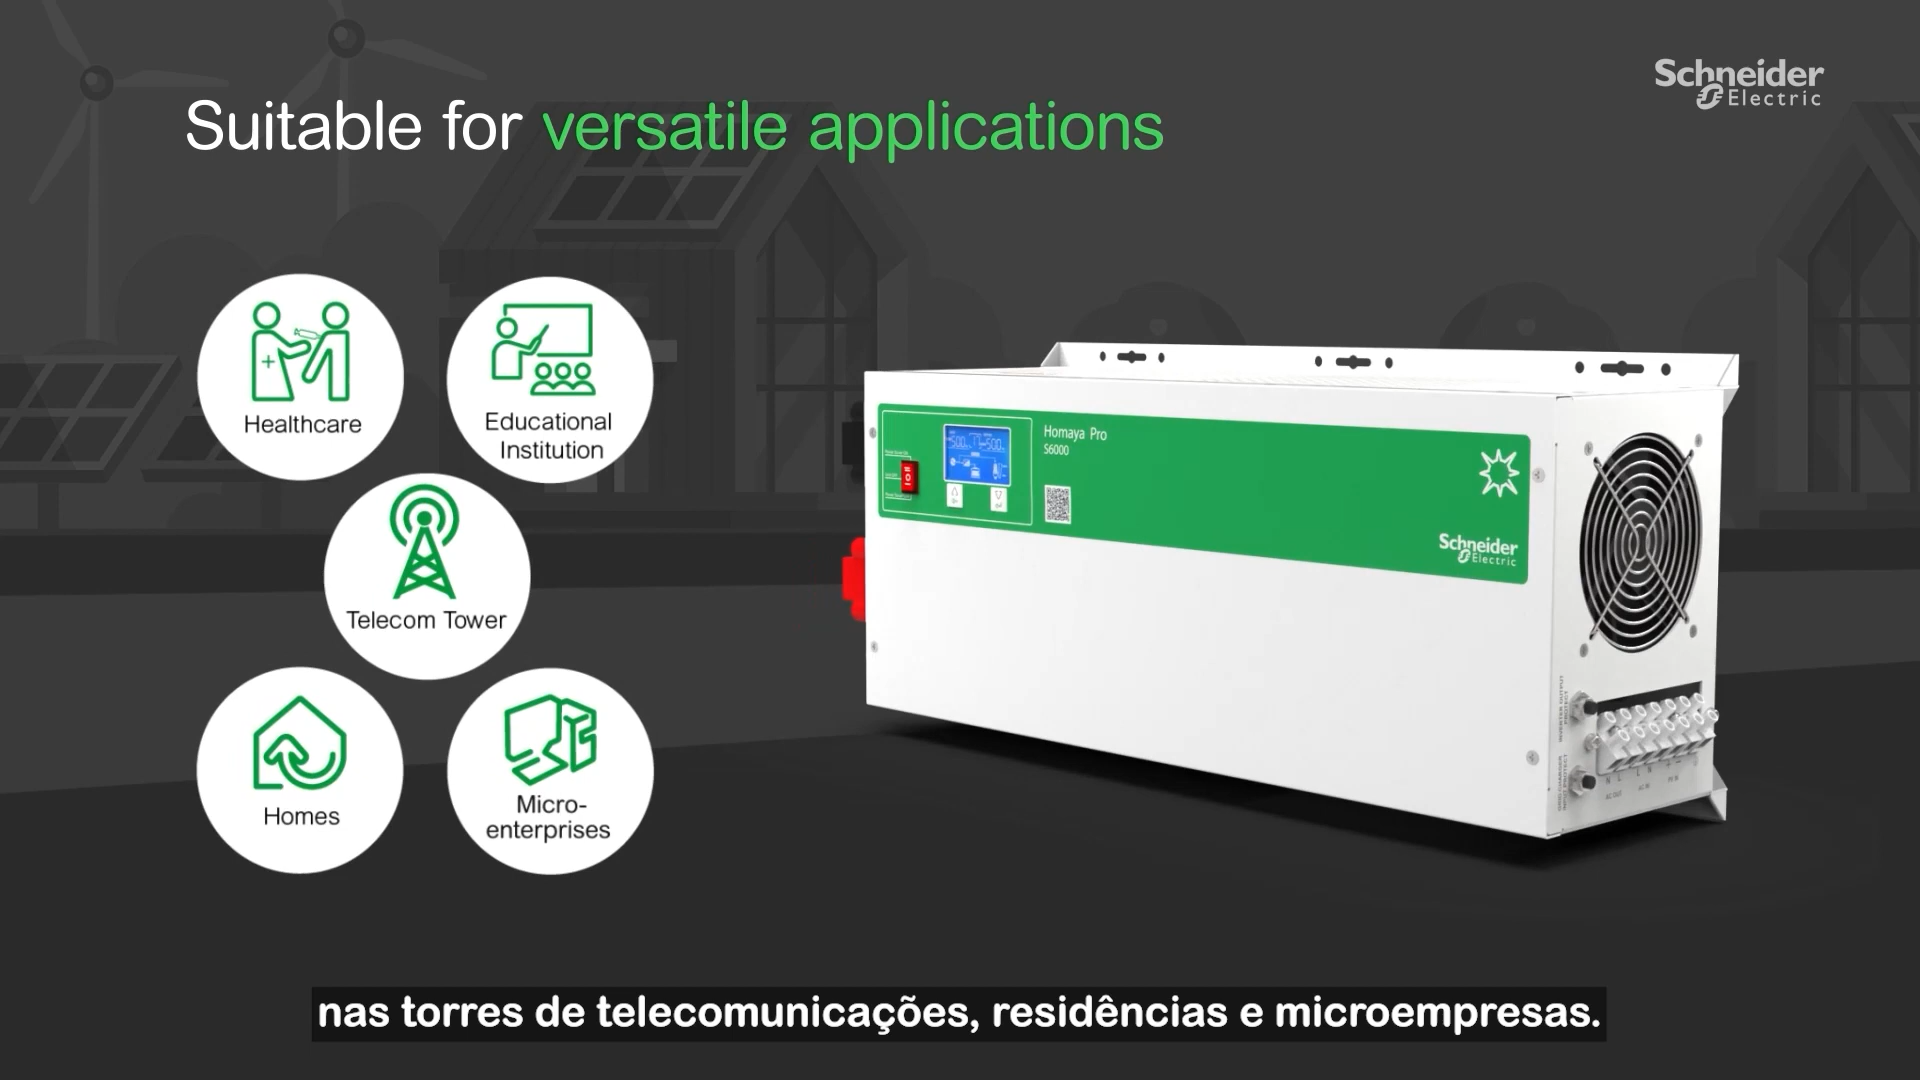 Schneider
Electric
Suitable for versatile applications
Healthcare
Educational
Institution
Telecom Tower
Homes
Micro-
enterprises
Homaya Pro
S6000
Schneider
Electric
nas torres de telecomunicações, residências e microempresas.